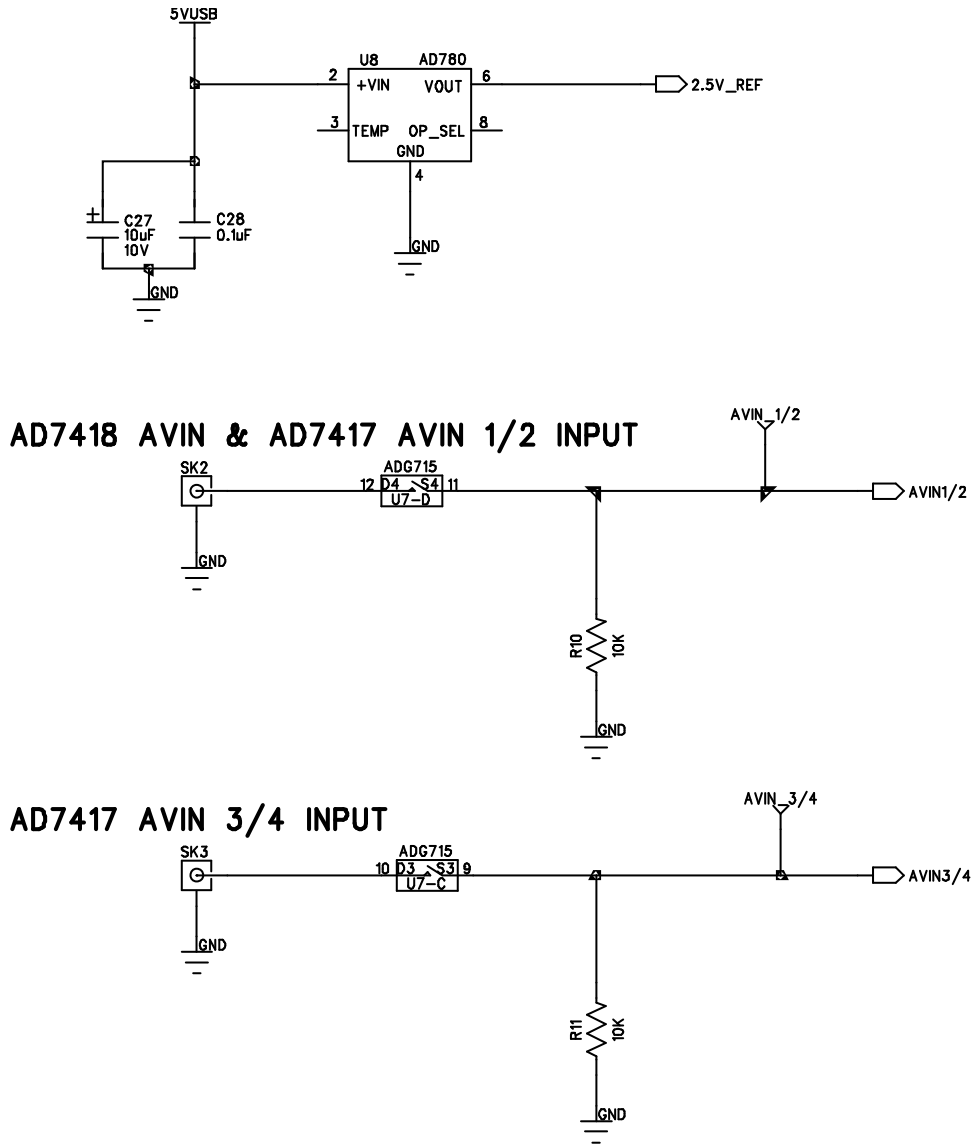 5VUSB
U8 AD780
2 +VIN VOUT 6
2.5V_REF
3 TEMP OP_SEL 8
GND
4
+
C27
10uF
10V
C28
0.1uF
GND
GND
AVIN_1/2
AD7418 AVIN & AD7417 AVIN 1/2 INPUT
SK2
ADG715
12 D4 S4 11
U7-D
AVIN1/2
GND
R10
10K
GND
AVIN_3/4
AD7417 AVIN 3/4 INPUT
SK3
ADG715
10 D3 S3 9
U7-C
AVIN3/4
GND
R11
10K
GND